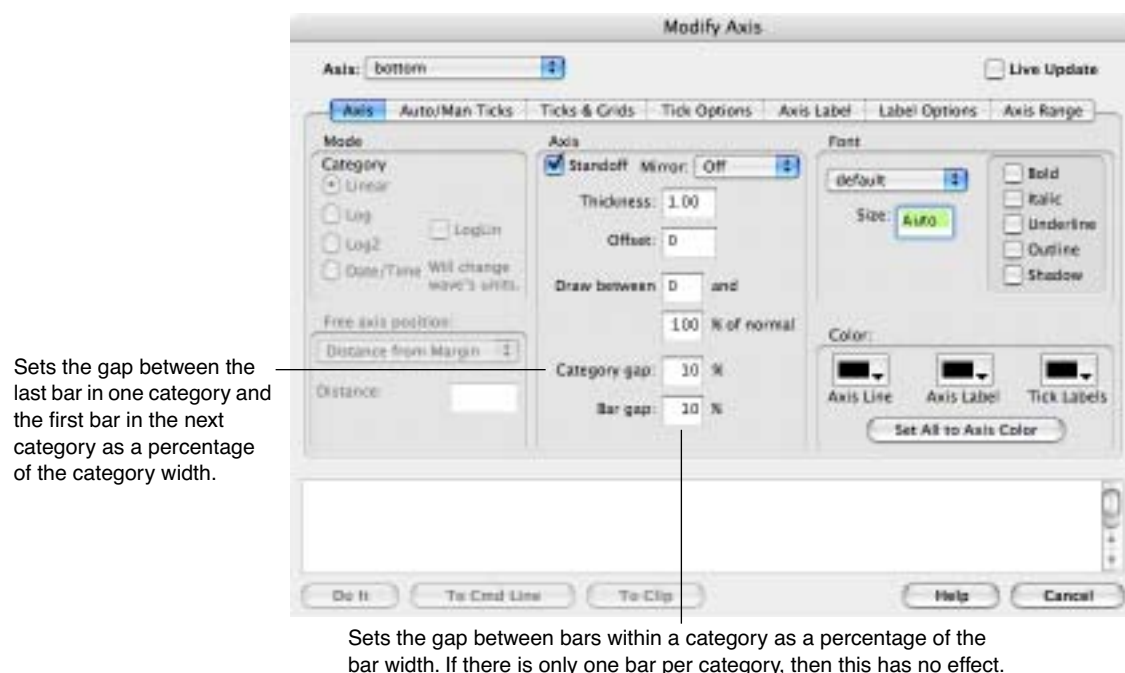 Modify Axis
Axis: bottom
Live Update
Axis Auto/Man Ticks Ticks & Grids Tick Options Axis Label Label Options Axis Range
Mode
Category
Linear
Log
Log2
LogLin
Date/Time Will change
wave's units.
Free axis position:
Distance from Margin
Distance:
Axis
Standoff Mirror: Off
Thickness: 1.00
Offset: 0
Draw between 0 and
100 % of normal
Category gap: 10 %
Bar gap: 10 %
Font
default
Size: Auto
Bold
Italic
Underline
Outline
Shadow
Color:
Axis Line Axis Label Tick Labels
Set All to Axis Color
Sets the gap between the
last bar in one category and
the first bar in the next
category as a percentage
of the category width.
Do It To Cmd Line To Clip Help Cancel
Sets the gap between bars within a category as a percentage of the
bar width. If there is only one bar per category, then this has no effect.